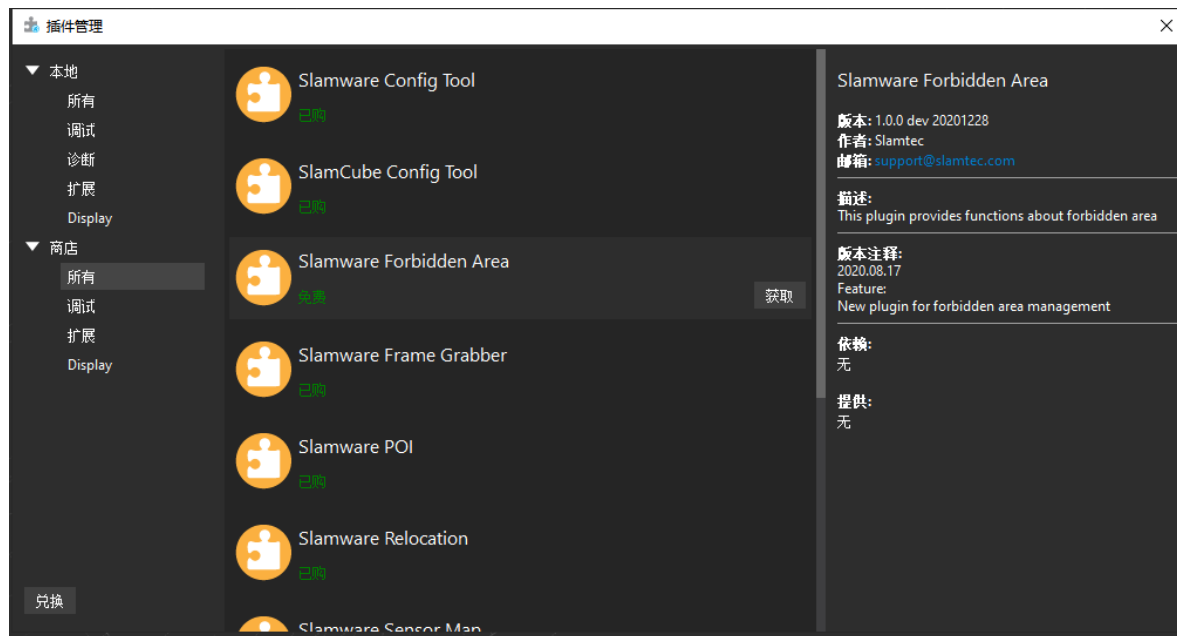 插件管理
本地
所有
调试
诊断
扩展
Display
商店
所有
调试
扩展
Display
兑换
Slamware Config Tool
已购
SlamCube Config Tool
已购
Slamware Forbidden Area
免费
获取
Slamware Frame Grabber
已购
Slamware POI
已购
Slamware Relocation
已购
Slamware Sensor Map
Slamware Forbidden Area
版本: 1.0.0 dev 20201228
作者: Slamtec
邮箱: support@slamtec.com
描述:
This plugin provides functions about forbidden area
版本注释:
2020.08.17
Feature:
New plugin for forbidden area management
依赖:
无
提供:
无